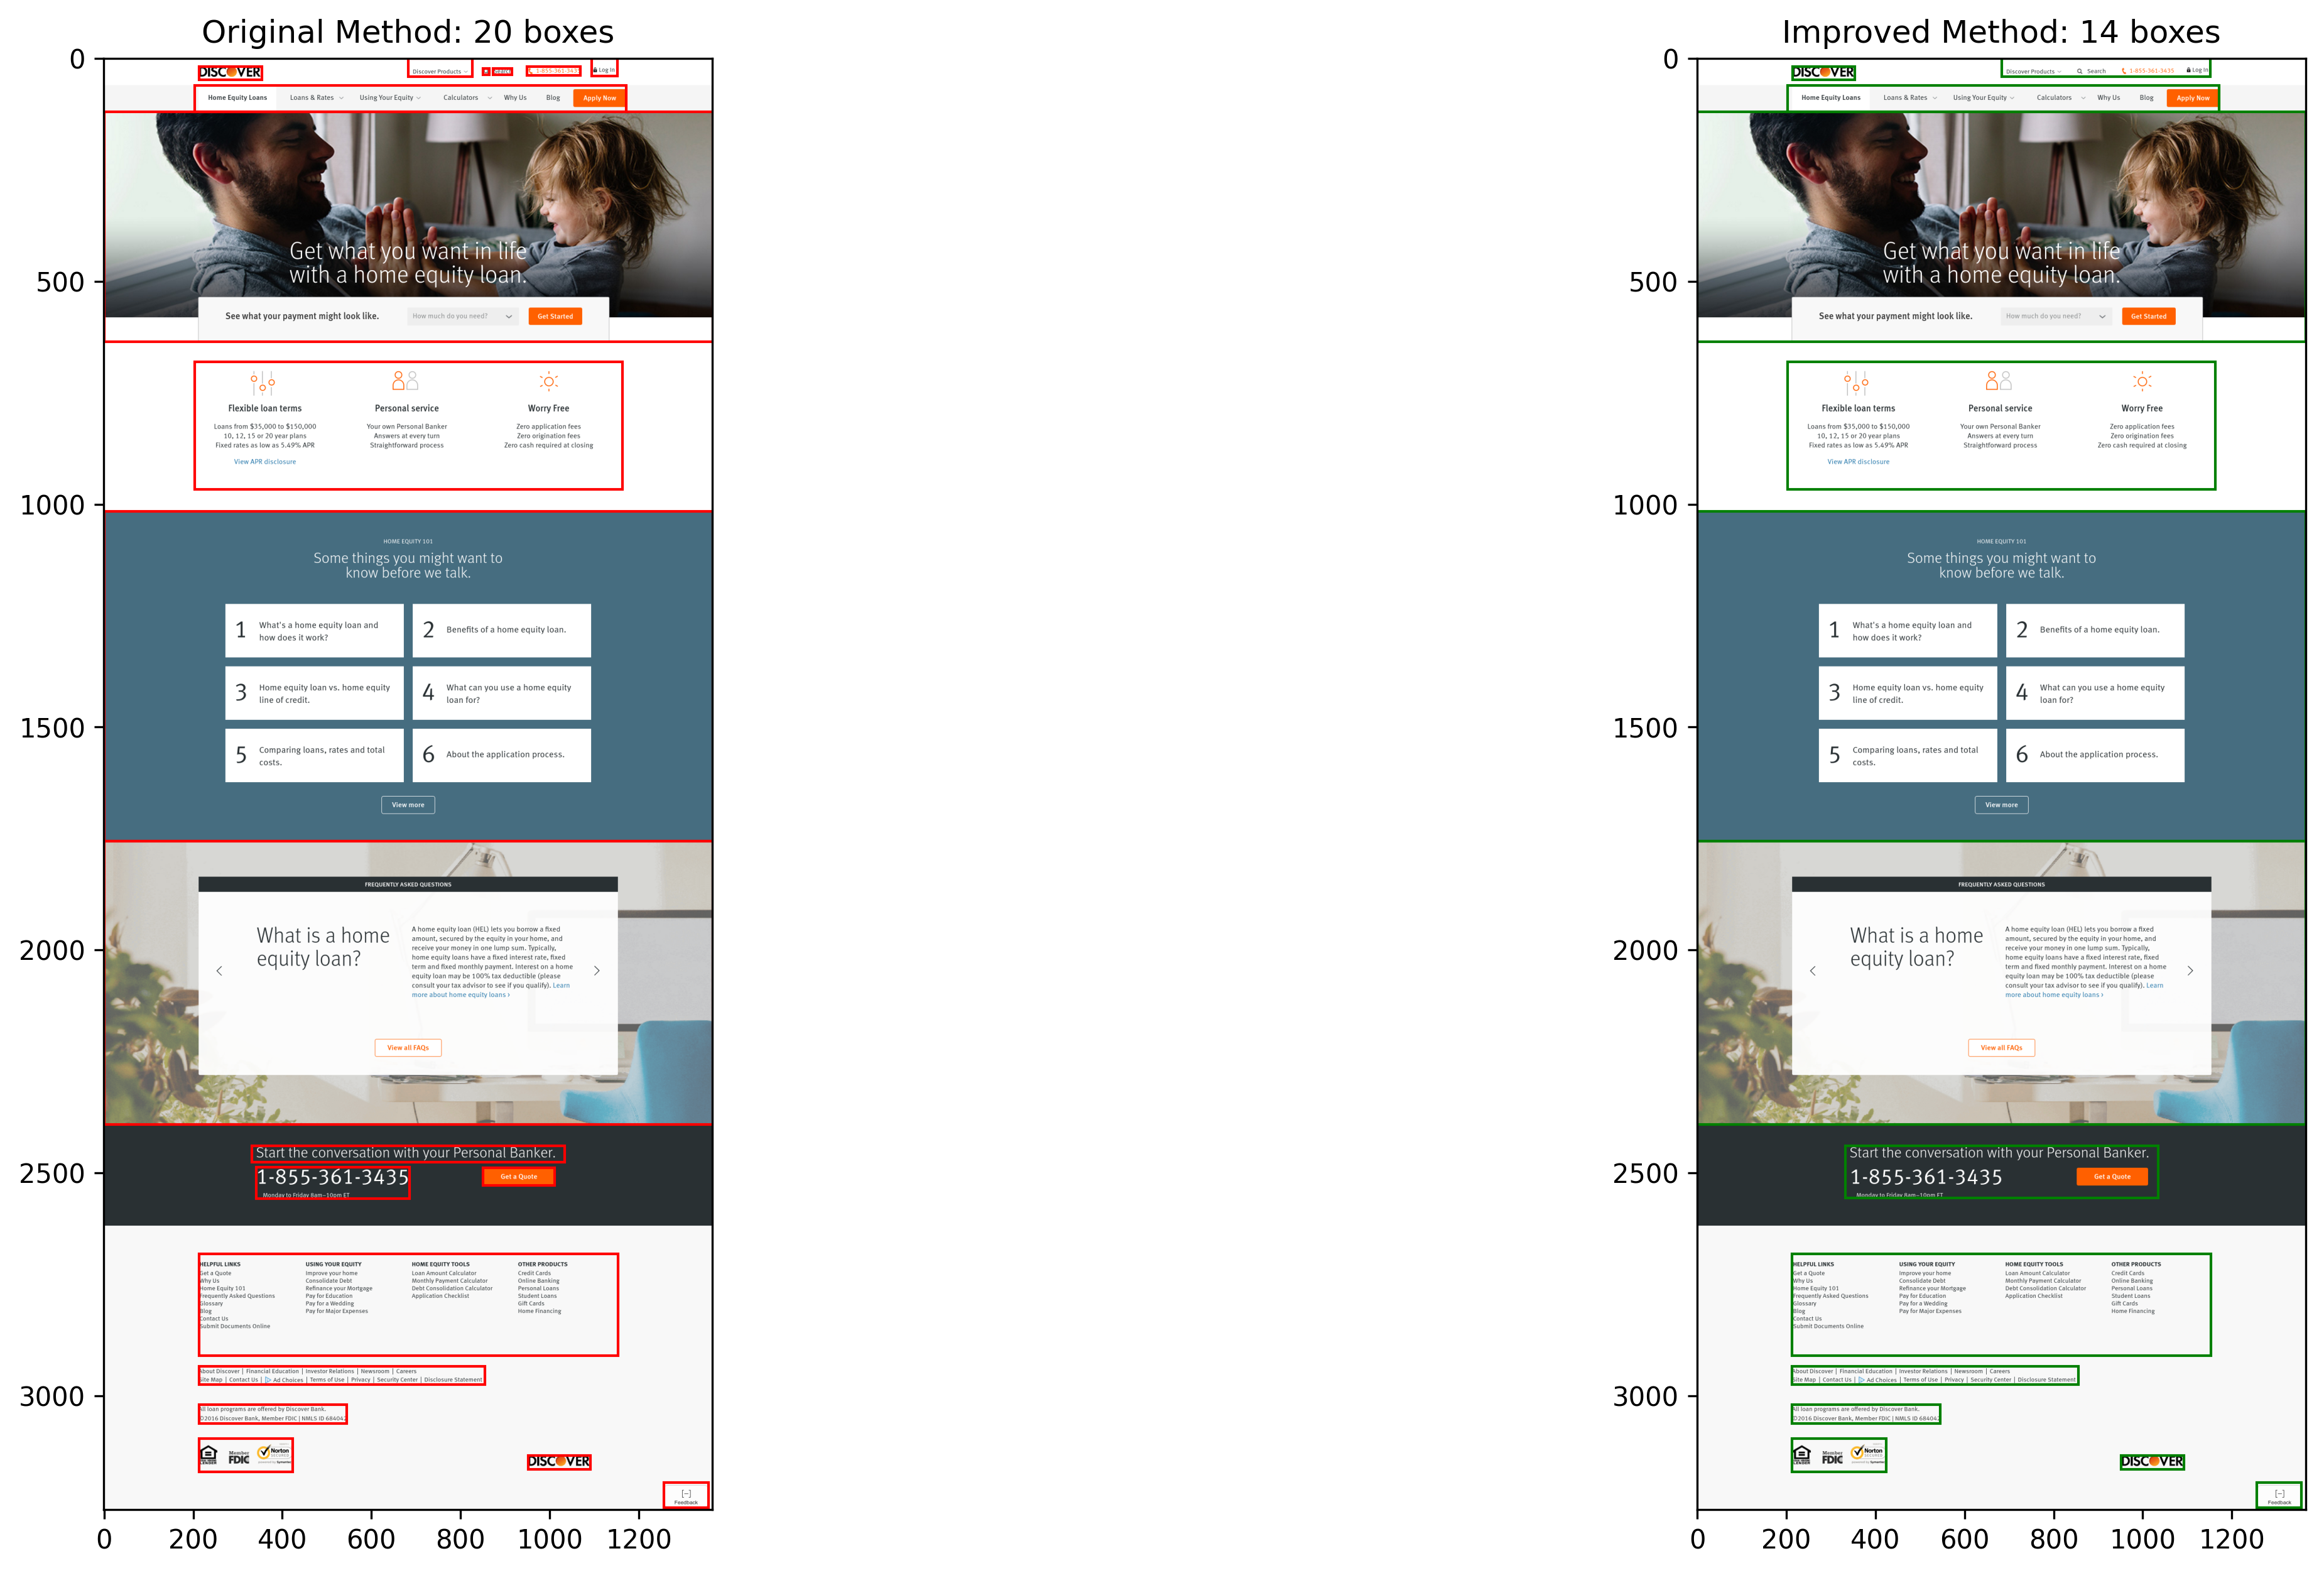 Original Method: 20 boxes
0
500
1000
1500
2000
2500
3000
0 200 400 600 800 1000 1200
DISCOVER
Discover Products
Search
1-855-361-343
Log In
Home Equity Loans Loans & Rates Using Your Equity Calculators Why Us Blog Apply Now
Get what you want in life
with a home equity loan.
See what your payment might look like. How much do you need? Get Started
Flexible loan terms
Loans from $35,000 to $150,000
10, 12, 15 or 20 year plans
Fixed rates as low as 5.49% APR
View APR disclosure
Personal service
Your own Personal Banker
Answers at every turn
Straightforward process
Worry Free
Zero application fees
Zero origination fees
Zero cash required at closing
HOME EQUITY 101
Some things you might want to
know before we talk.
1 What's a home equity loan and
how does it work?
2 Benefits of a home equity loan.
3 Home equity loan vs. home equity
line of credit.
4 What can you use a home equity
loan for?
5 Comparing loans, rates and total
costs.
6 About the application process.
View more
FREQUENTLY ASKED QUESTIONS
What is a home
equity loan?
A home equity loan (HEL) lets you borrow a fixed
amount, secured by the equity in your home, and
receive your money in one lump sum. Typically,
home equity loans have a fixed interest rate, fixed
term and fixed monthly payment. Interest on a home
equity loan may be 100% tax deductible (please
consult your tax advisor to see if you qualify). Learn
more about home equity loans ›
View all FAQs
Start the conversation with your Personal Banker.
1-855-361-3435
Get a Quote
Monday to Friday 8am–10pm ET
HELPFUL LINKS
Get a Quote
Why Us
Home Equity 101
Frequently Asked Questions
Glossary
Blog
Contact Us
Submit Documents Online
USING YOUR EQUITY
Improve your home
Consolidate Debt
Refinance your Mortgage
Pay for Education
Pay for a Wedding
Pay for Major Expenses
HOME EQUITY TOOLS
Loan Amount Calculator
Monthly Payment Calculator
Debt Consolidation Calculator
Application Checklist
OTHER PRODUCTS
Credit Cards
Online Banking
Personal Loans
Student Loans
Gift Cards
Home Financing
About Discover | Financial Education | Investor Relations | Newsroom | Careers
Site Map | Contact Us | Ad Choices | Terms of Use | Privacy | Security Center | Disclosure Statement
All loan programs are offered by Discover Bank.
©2016 Discover Bank, Member FDIC | NMLS ID 684042
Member
FDIC
Norton
DISCOVER
[–]
Feedback
Improved Method: 14 boxes
0
500
1000
1500
2000
2500
3000
0 200 400 600 800 1000 1200
DISCOVER
Discover Products
Search
1-855-361-3435
Log In
Home Equity Loans Loans & Rates Using Your Equity Calculators Why Us Blog Apply Now
Get what you want in life
with a home equity loan.
See what your payment might look like. How much do you need? Get Started
Flexible loan terms
Loans from $35,000 to $150,000
10, 12, 15 or 20 year plans
Fixed rates as low as 5.49% APR
View APR disclosure
Personal service
Your own Personal Banker
Answers at every turn
Straightforward process
Worry Free
Zero application fees
Zero origination fees
Zero cash required at closing
HOME EQUITY 101
Some things you might want to
know before we talk.
1 What's a home equity loan and
how does it work?
2 Benefits of a home equity loan.
3 Home equity loan vs. home equity
line of credit.
4 What can you use a home equity
loan for?
5 Comparing loans, rates and total
costs.
6 About the application process.
View more
FREQUENTLY ASKED QUESTIONS
What is a home
equity loan?
A home equity loan (HEL) lets you borrow a fixed
amount, secured by the equity in your home, and
receive your money in one lump sum. Typically,
home equity loans have a fixed interest rate, fixed
term and fixed monthly payment. Interest on a home
equity loan may be 100% tax deductible (please
consult your tax advisor to see if you qualify). Learn
more about home equity loans ›
View all FAQs
Start the conversation with your Personal Banker.
1-855-361-3435
Get a Quote
Monday to Friday 8am–10pm ET
HELPFUL LINKS
Get a Quote
Why Us
Home Equity 101
Frequently Asked Questions
Glossary
Blog
Contact Us
Submit Documents Online
USING YOUR EQUITY
Improve your home
Consolidate Debt
Refinance your Mortgage
Pay for Education
Pay for a Wedding
Pay for Major Expenses
HOME EQUITY TOOLS
Loan Amount Calculator
Monthly Payment Calculator
Debt Consolidation Calculator
Application Checklist
OTHER PRODUCTS
Credit Cards
Online Banking
Personal Loans
Student Loans
Gift Cards
Home Financing
About Discover | Financial Education | Investor Relations | Newsroom | Careers
Site Map | Contact Us | Ad Choices | Terms of Use | Privacy | Security Center | Disclosure Statement
All loan programs are offered by Discover Bank.
©2016 Discover Bank, Member FDIC | NMLS ID 684042
Member
FDIC
Norton
DISCOVER
[–]
Feedback